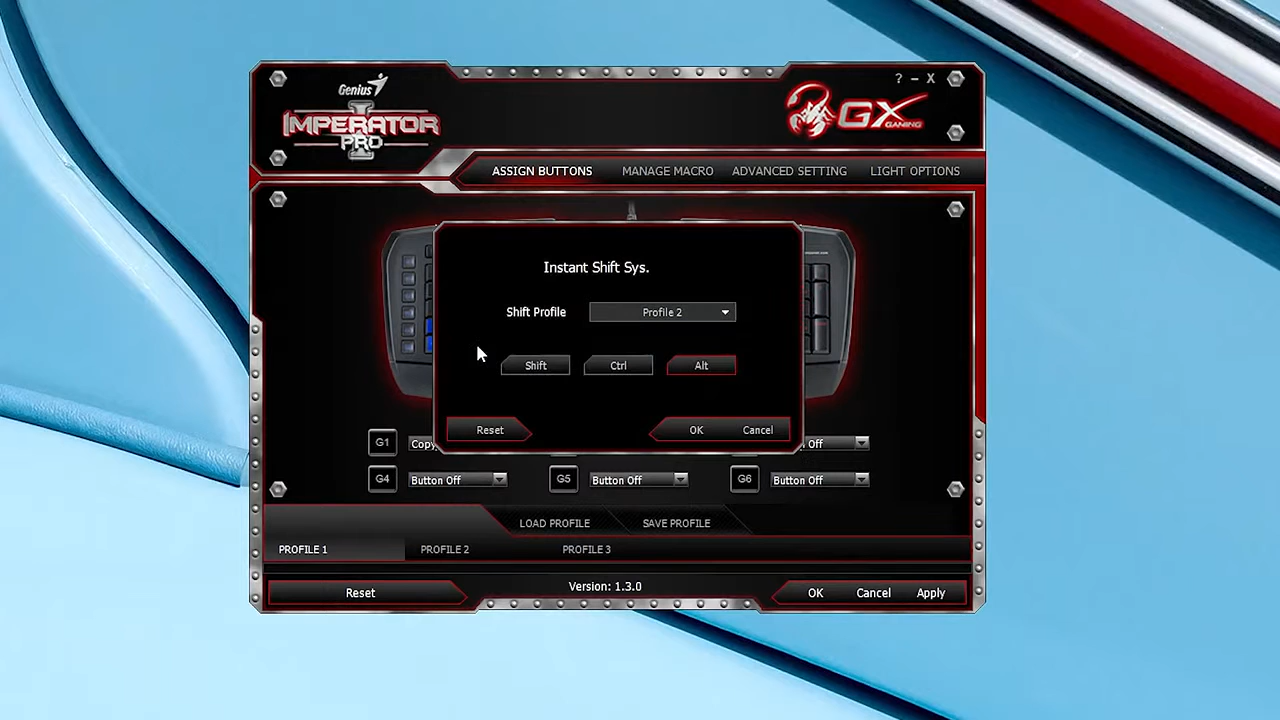 Genius
IMPERATOR
PRO
GX
GAMING
? – X
ASSIGN BUTTONS MANAGE MACRO ADVANCED SETTING LIGHT OPTIONS
Instant Shift Sys.
Shift Profile Profile 2
Shift Ctrl Alt
Reset OK Cancel
G1 Copy Off
G4 Button Off G5 Button Off G6 Button Off
LOAD PROFILE SAVE PROFILE
PROFILE 1 PROFILE 2 PROFILE 3
Reset Version: 1.3.0 OK Cancel Apply